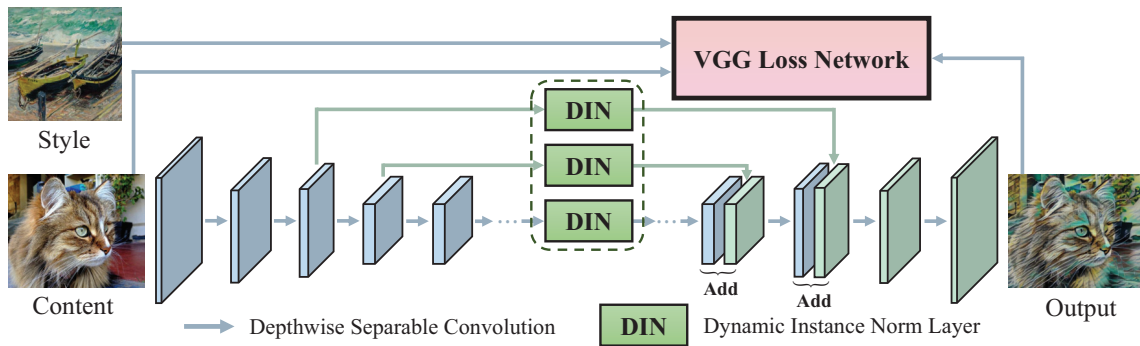 VGG Loss Network
DIN
Style
DIN
DIN
Content
Add
Add
Output
Depthwise Separable Convolution
DIN
Dynamic Instance Norm Layer